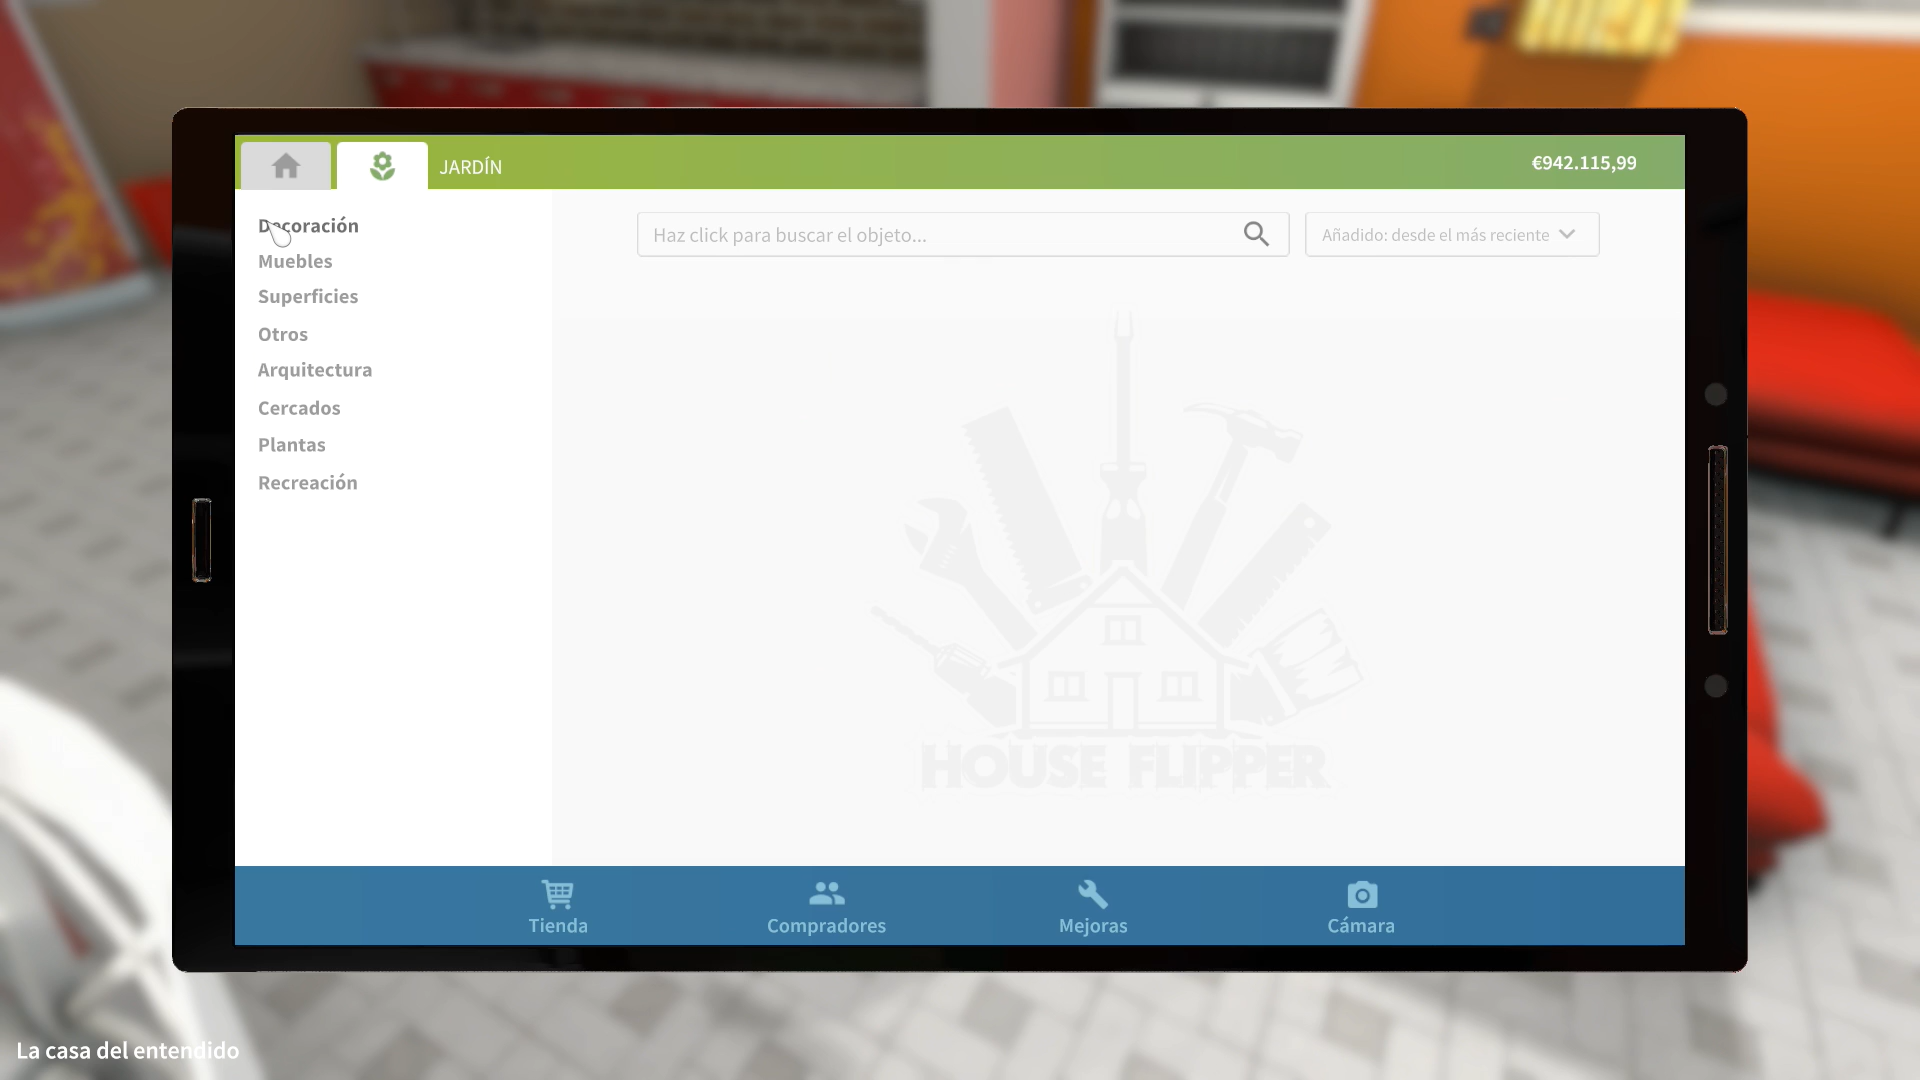 JARDÍN
€942.115,99
Decoración
Muebles
Superficies
Otros
Arquitectura
Cercados
Plantas
Recreación
Haz click para buscar el objeto...
Añadido: desde el más reciente
HOUSE FLIPPER
Tienda
Compradores
Mejoras
Cámara
La casa del entendido